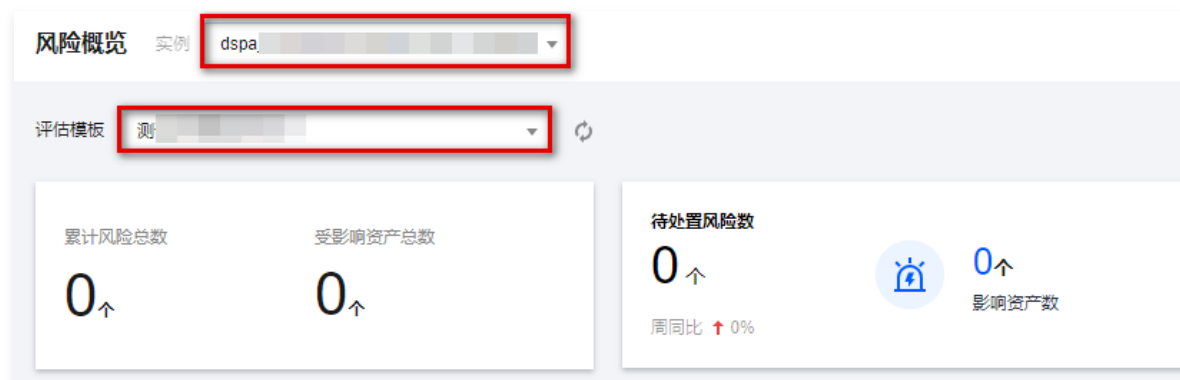 风险概览 实例 dspa_
评估模板 测
累计风险总数 受影响资产总数
0个 0个
待处置风险数
0个
周同比 0%
0个
影响资产数